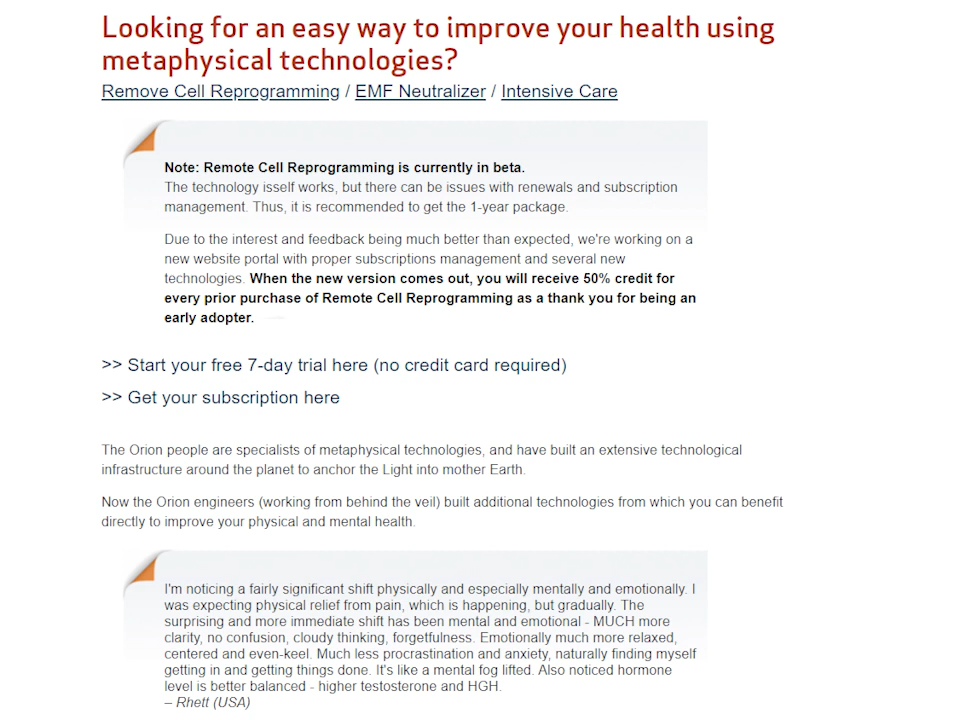 Looking for an easy way to improve your health using
metaphysical technologies?
Remove Cell Reprogramming / EMF Neutralizer / Intensive Care
Note: Remote Cell Reprogramming is currently in beta.
The technology isself works, but there can be issues with renewals and subscription
management. Thus, it is recommended to get the 1-year package.
Due to the interest and feedback being much better than expected, we're working on a
new website portal with proper subscriptions management and several new
technologies. When the new version comes out, you will receive 50% credit for
every prior purchase of Remote Cell Reprogramming as a thank you for being an
early adopter.
>> Start your free 7-day trial here (no credit card required)
>> Get your subscription here
The Orion people are specialists of metaphysical technologies, and have built an extensive technological
infrastructure around the planet to anchor the Light into mother Earth.
Now the Orion engineers (working from behind the veil) built additional technologies from which you can benefit
directly to improve your physical and mental health.
I'm noticing a fairly significant shift physically and especially mentally and emotionally. I
was expecting physical relief from pain, which is happening, but gradually. The
surprising and more immediate shift has been mental and emotional - MUCH more
clarity, no confusion, cloudy thinking, forgetfulness. Emotionally much more relaxed,
centered and even-keel. Much less procrastination and anxiety, naturally finding myself
getting in and getting things done. It's like a mental fog lifted. Also noticed hormone
level is better balanced - higher testosterone and HGH.
– Rhett (USA)